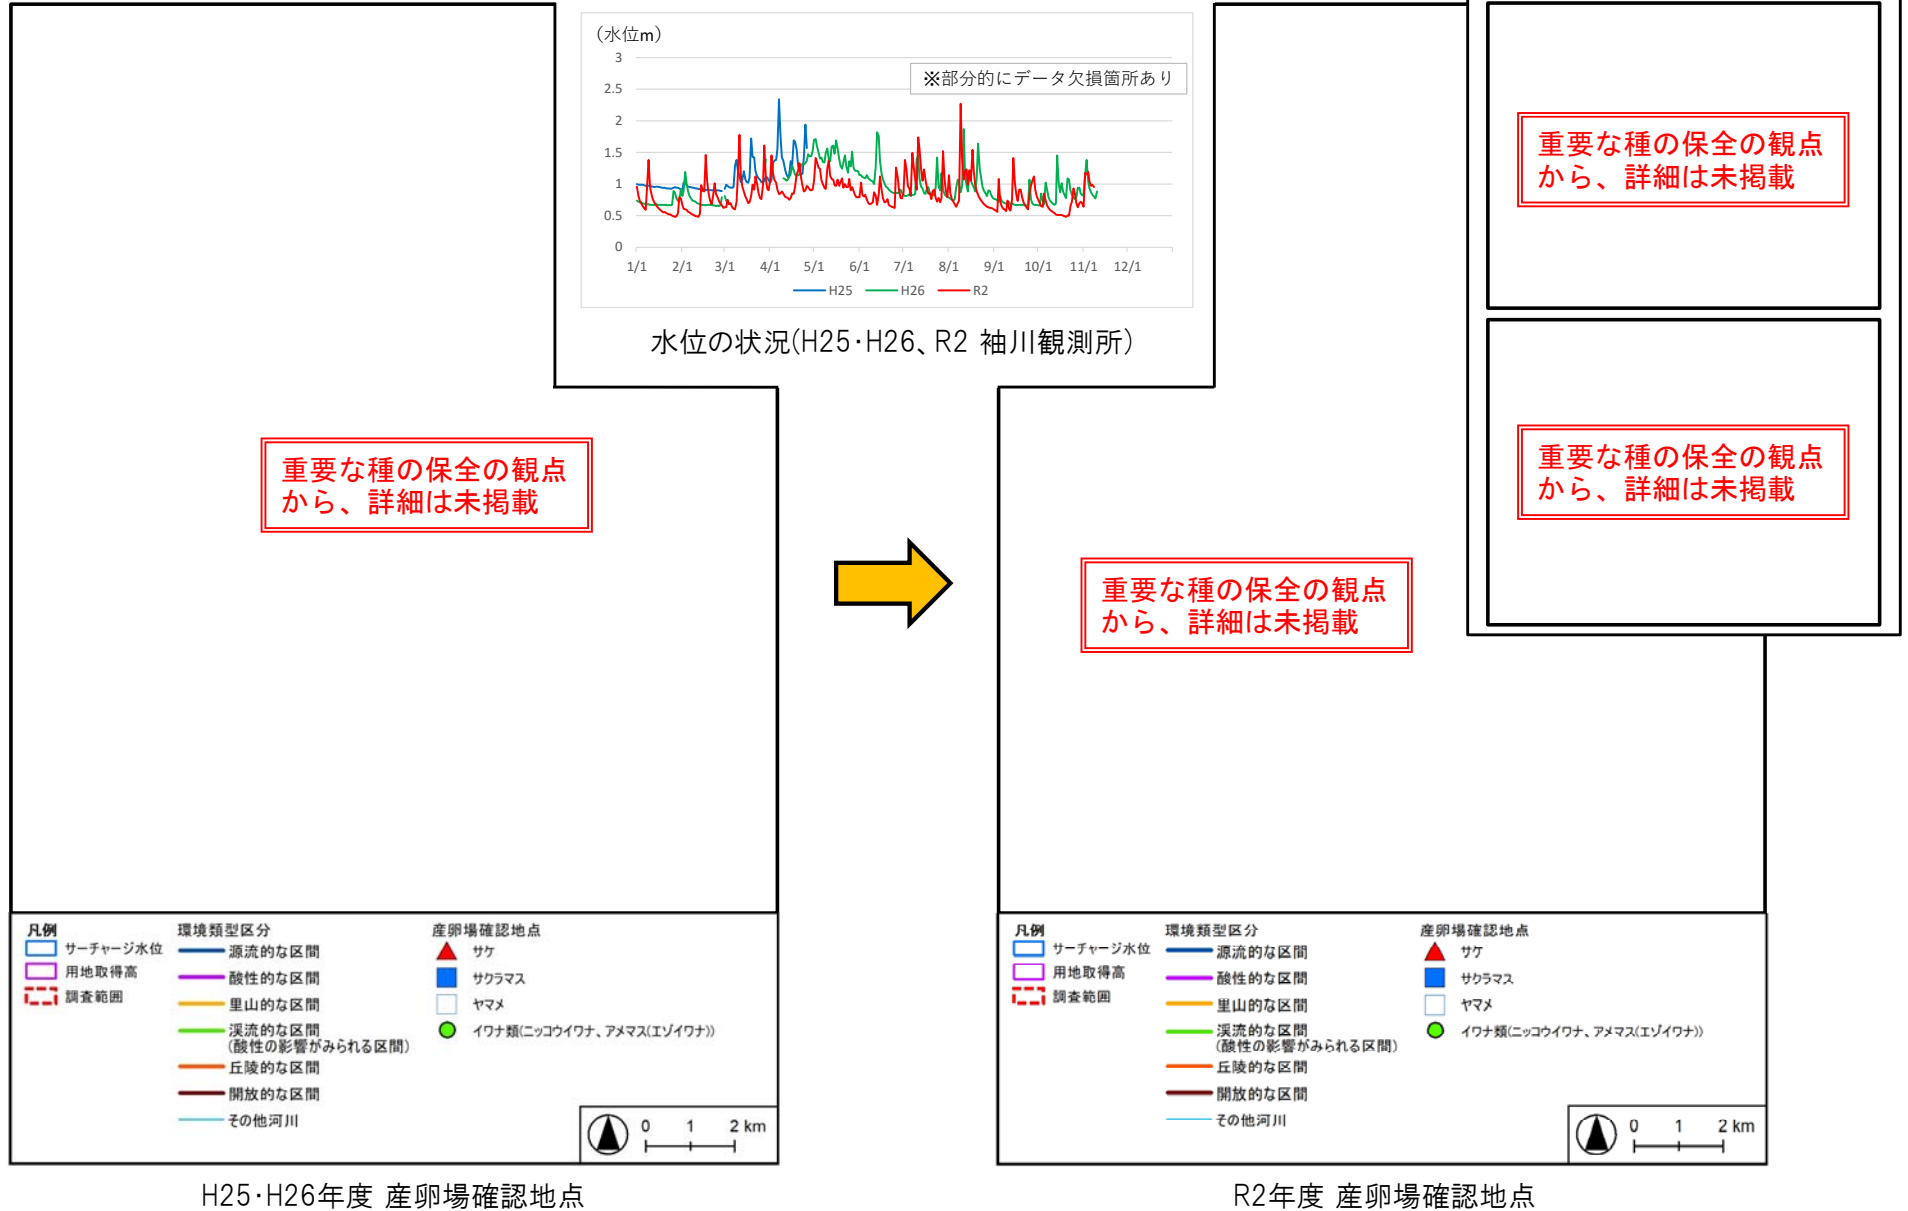 (水位m)
※部分的にデータ欠損箇所あり
3
2.5
2
1.5
1
0.5
0
1/1 2/1 3/1 4/1 5/1 6/1 7/1 8/1 9/1 10/1 11/1 12/1
H25 H26 R2
水位の状況(H25・H26、R2 袖川観測所)
重要な種の保全の観点
から、詳細は未掲載
重要な種の保全の観点
から、詳細は未掲載
重要な種の保全の観点
から、詳細は未掲載
重要な種の保全の観点
から、詳細は未掲載
凡例
サーチャージ水位
用地取得高
調査範囲
環境類型区分
源流的な区間
酸性的な区間
里山的な区間
渓流的な区間
(酸性の影響がみられる区間)
丘陵的な区間
開放的な区間
その他河川
産卵場確認地点
サケ
サクラマス
ヤマメ
イワナ類(ニッコウイワナ、アメマス(エゾイワナ))
0 1 2 km
H25・H26年度 産卵場確認地点
凡例
サーチャージ水位
用地取得高
調査範囲
環境類型区分
源流的な区間
酸性的な区間
里山的な区間
渓流的な区間
(酸性の影響がみられる区間)
丘陵的な区間
開放的な区間
その他河川
産卵場確認地点
サケ
サクラマス
ヤマメ
イワナ類(ニッコウイワナ、アメマス(エゾイワナ))
0 1 2 km
R2年度 産卵場確認地点